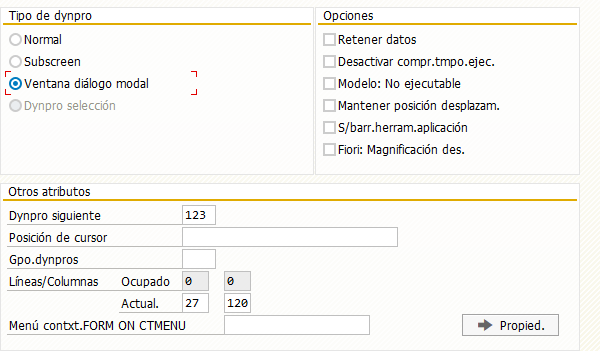 Tipo de dynpro
Normal
Subscreen
Ventana diálogo modal
Dynpro selección
Opciones
Retener datos
Desactivar compr.tmpo.ejec.
Modelo: No ejecutable
Mantener posición desplazam.
S/barr.herram.aplicación
Fiori: Magnificación des.
Otros atributos
Dynpro siguiente 123
Posición de cursor
Gpo.dynpros
Líneas/Columnas Ocupado 0 0
Actual. 27 120
Menú contxt.FORM ON CTMENU
Propied.